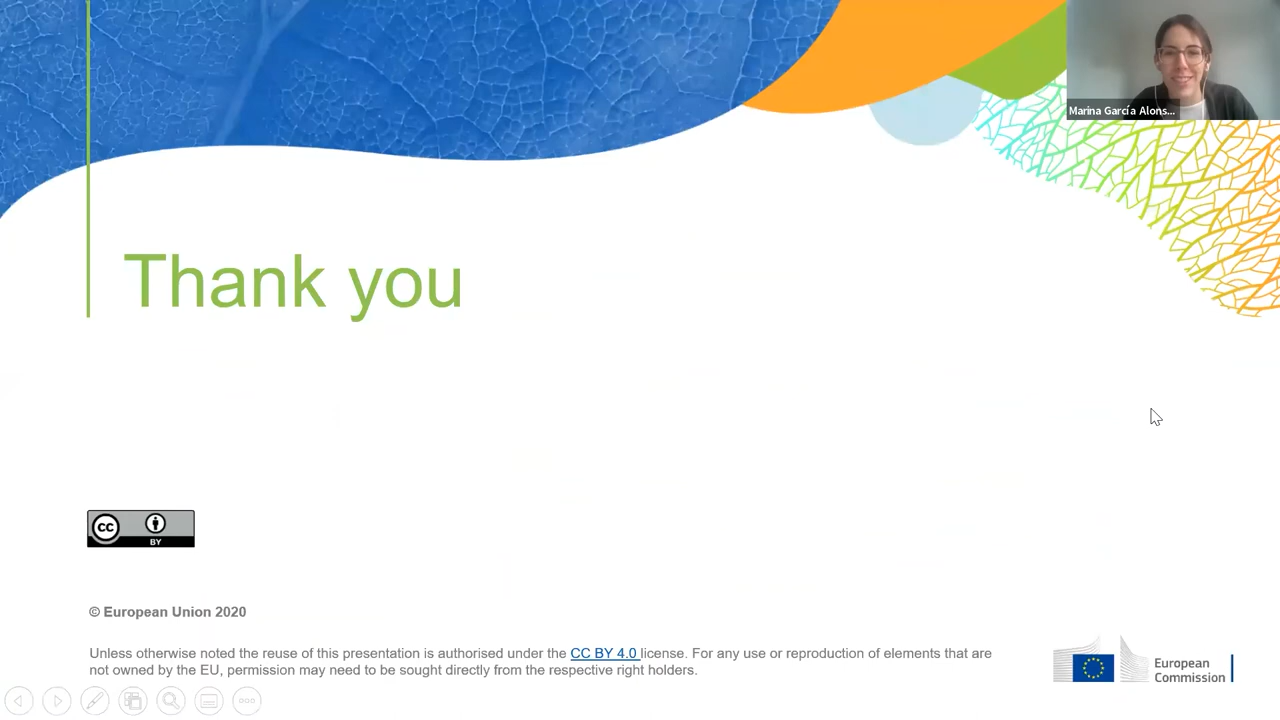 Marina García Alons...
Thank you
cc
BY
© European Union 2020
Unless otherwise noted the reuse of this presentation is authorised under the CC BY 4.0 license. For any use or reproduction of elements that are
not owned by the EU, permission may need to be sought directly from the respective right holders.
European
Commission